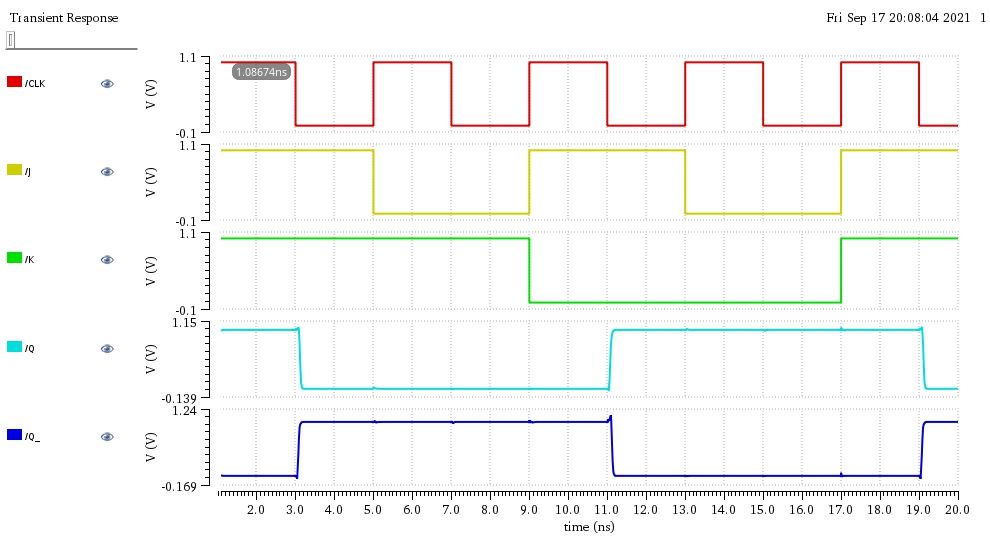 Transient Response
Fri Sep 17 20:08:04 2021 1
/CLK
V (V)
1.1
-0.1
1.08674ns
/J
V (V)
1.1
-0.1
/K
V (V)
1.1
-0.1
/Q
V (V)
1.15
-0.139
/Q_
V (V)
1.24
-0.169
2.0 3.0 4.0 5.0 6.0 7.0 8.0 9.0 10.0 11.0 12.0 13.0 14.0 15.0 16.0 17.0 18.0 19.0 20.0
time (ns)